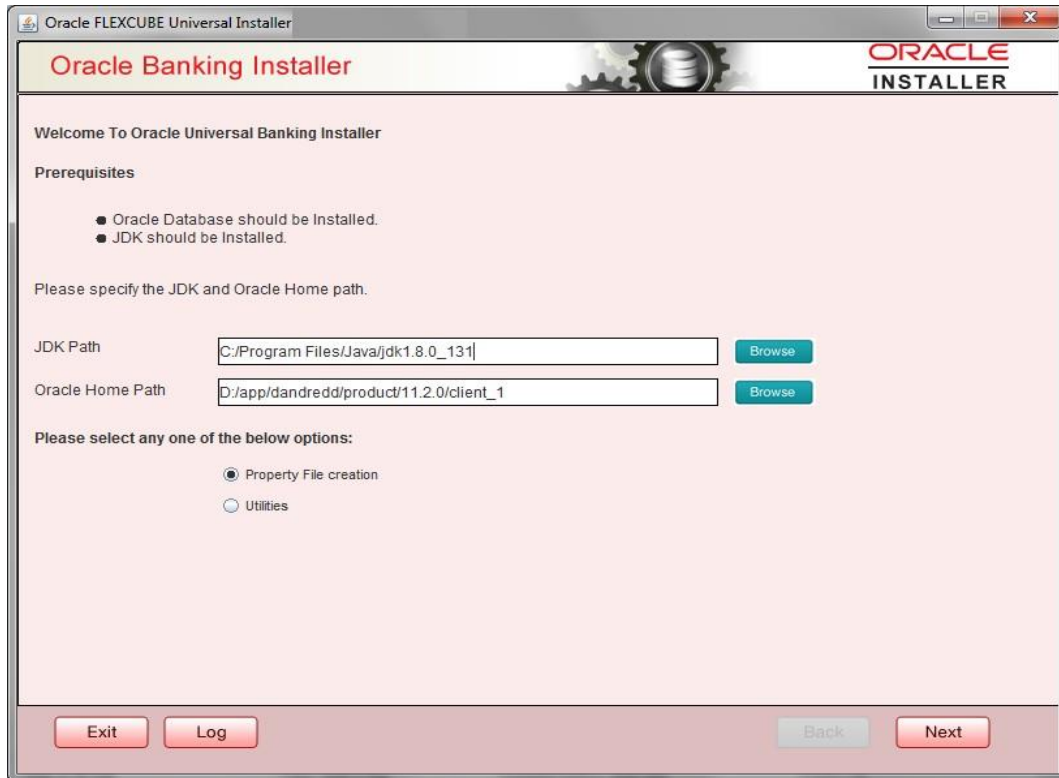 Oracle FLEXCUBE Universal Installer
Oracle Banking Installer
ORACLE
INSTALLER
Welcome To Oracle Universal Banking Installer
Prerequisites
Oracle Database should be Installed.
JDK should be Installed.
Please specify the JDK and Oracle Home path.
JDK Path C:/Program Files/Java/jdk1.8.0_131 Browse
Oracle Home Path D:/app/dandredd/product/11.2.0/client_1 Browse
Please select any one of the below options:
Property File creation
Utilities
Exit Log Back Next